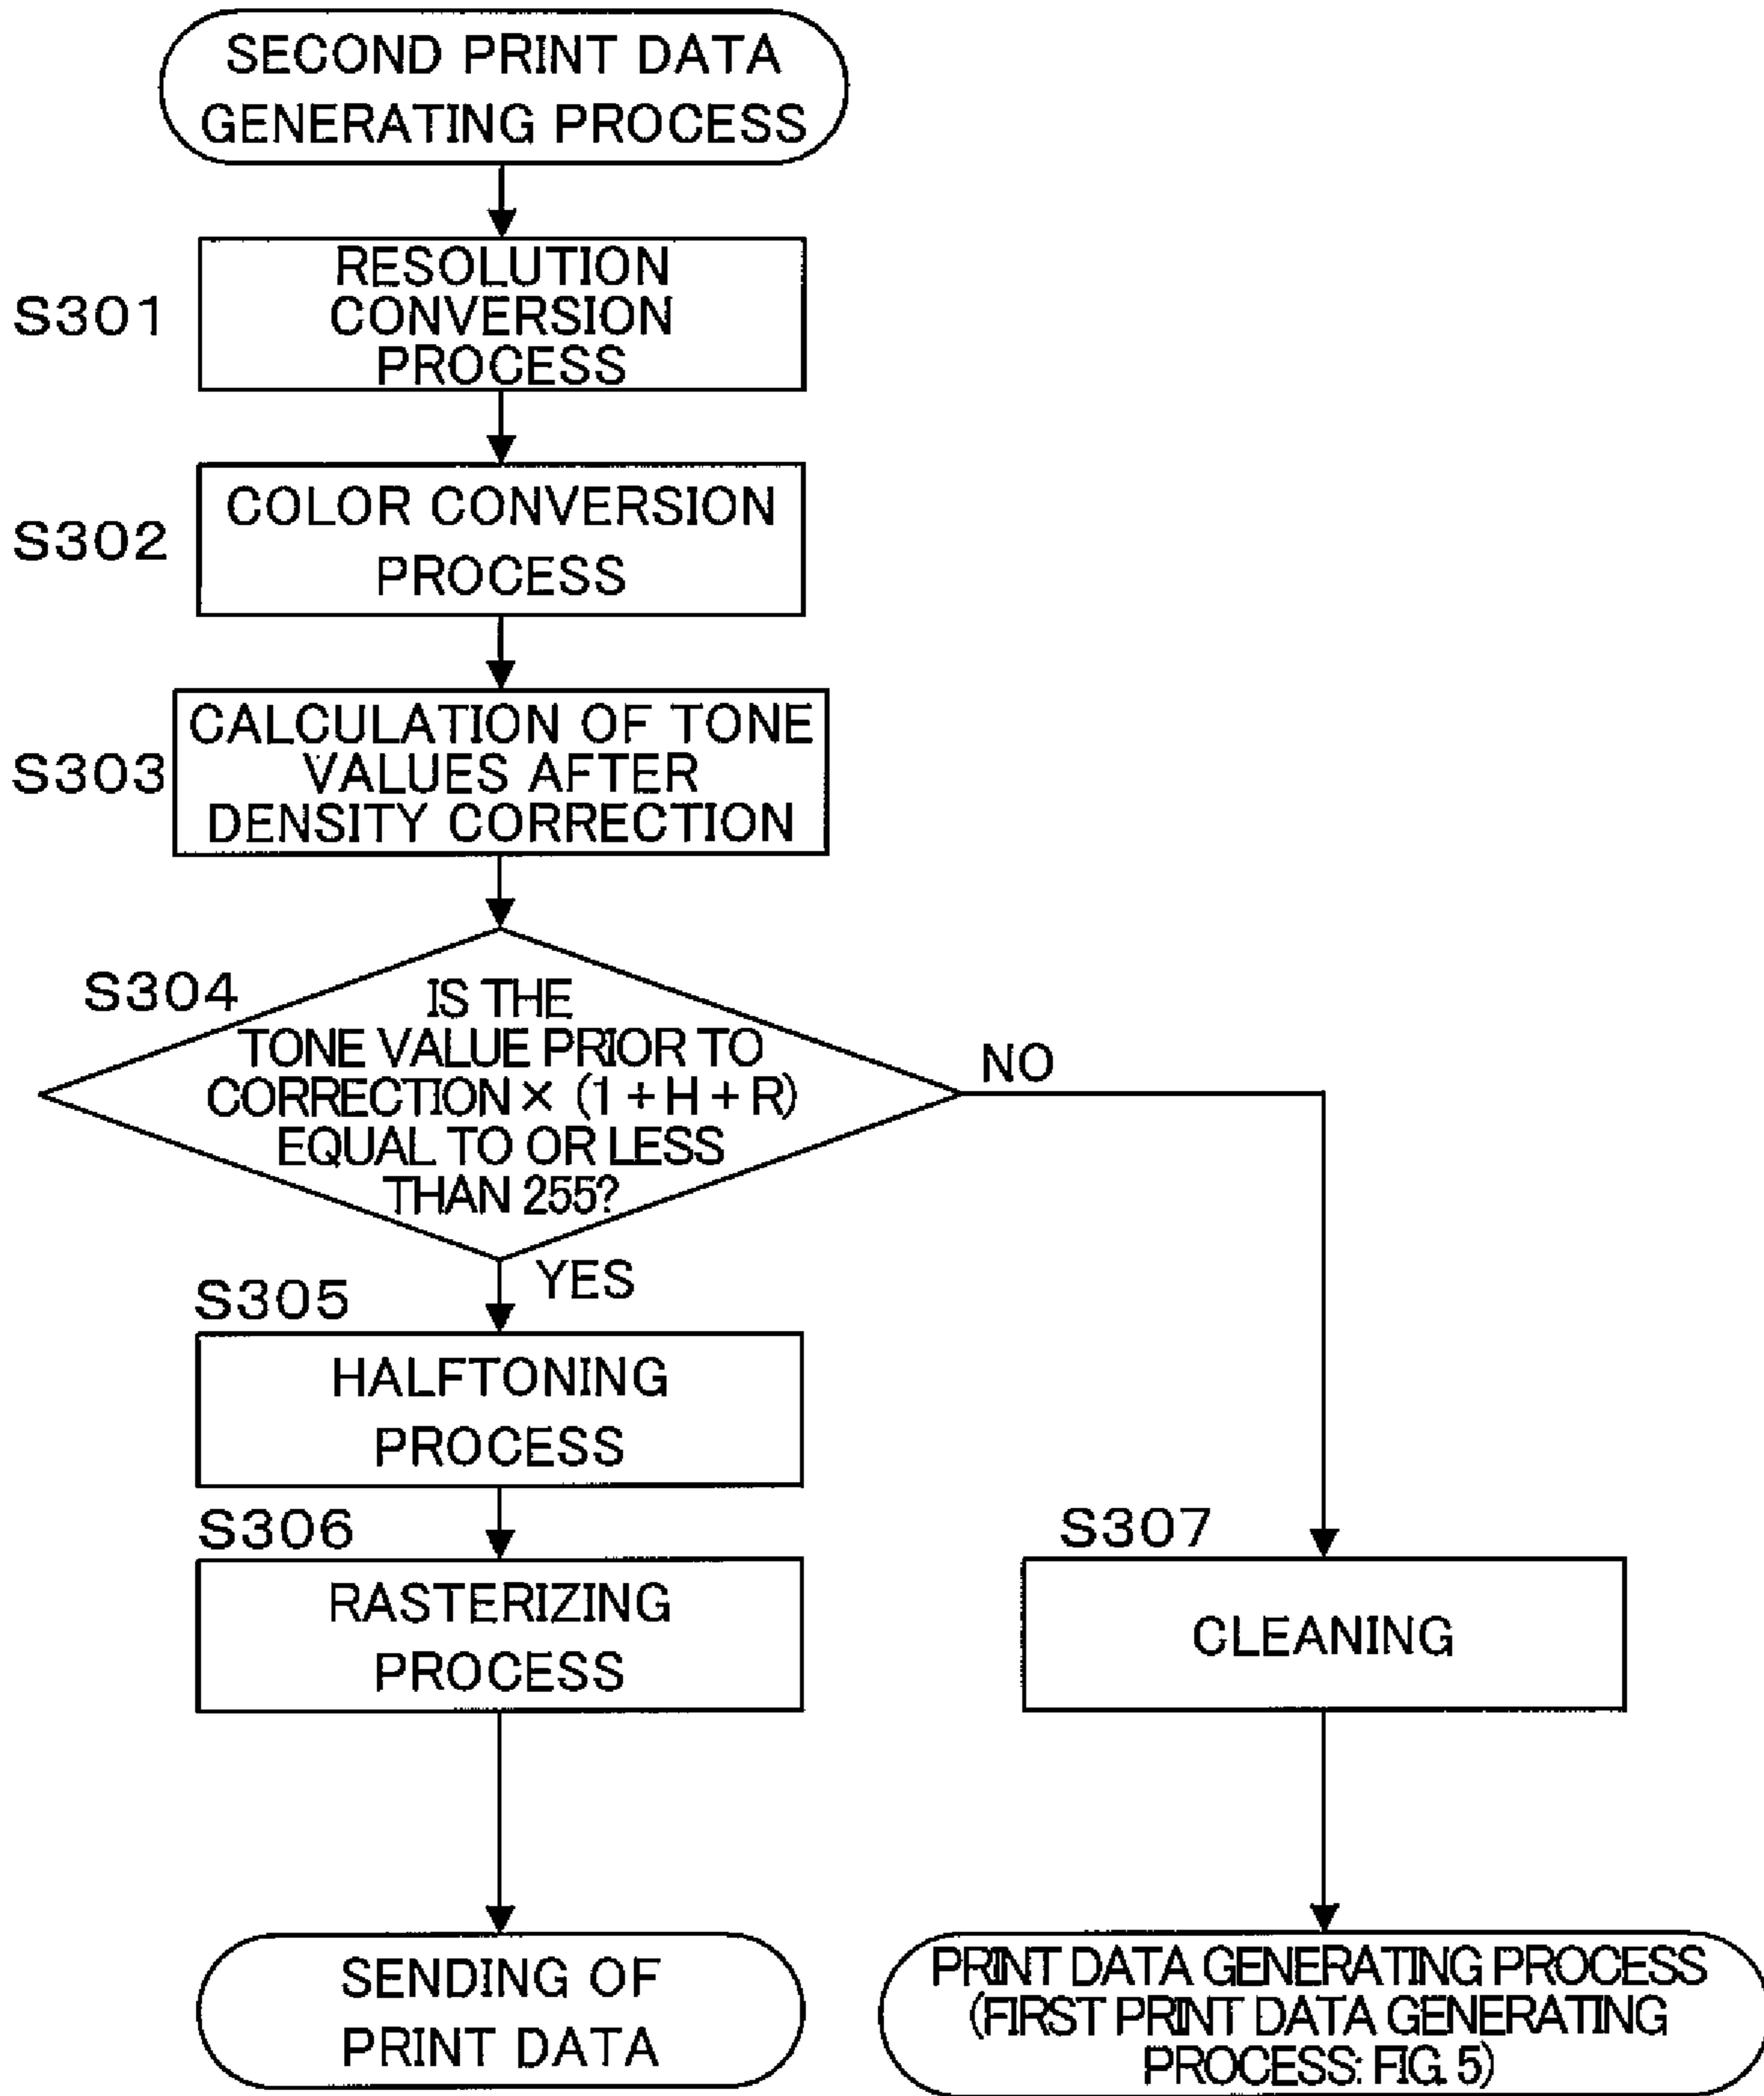 SECOND PRINT DATA
GENERATING PROCESS
S301
RESOLUTION
CONVERSION
PROCESS
S302
COLOR CONVERSION
PROCESS
S303
CALCULATION OF TONE
VALUES AFTER
DENSITY CORRECTION
S304
IS THE
TONE VALUE PRIOR TO
CORRECTION × (1 + H + R)
EQUAL TO OR LESS
THAN 255?
NO
YES
S305
HALFTONING
PROCESS
S306
RASTERIZING
PROCESS
S307
CLEANING
SENDING OF
PRINT DATA
PRINT DATA GENERATING PROCESS
(FIRST PRINT DATA GENERATING
PROCESS: FIG. 5)